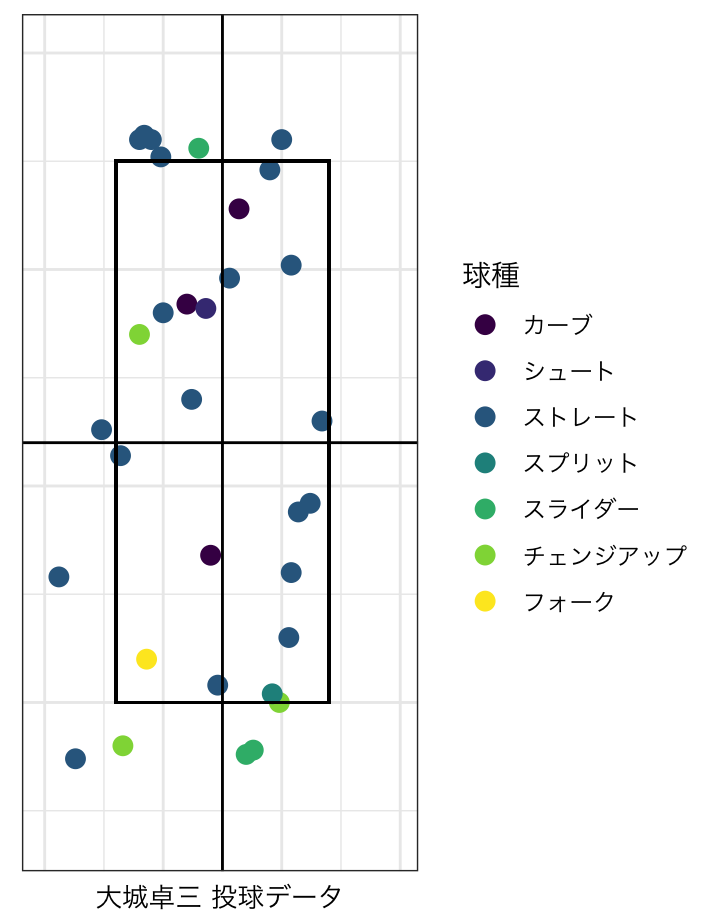 球種
カーブ
シュート
ストレート
スプリット
スライダー
チェンジアップ
フォーク
大城卓三 投球データ